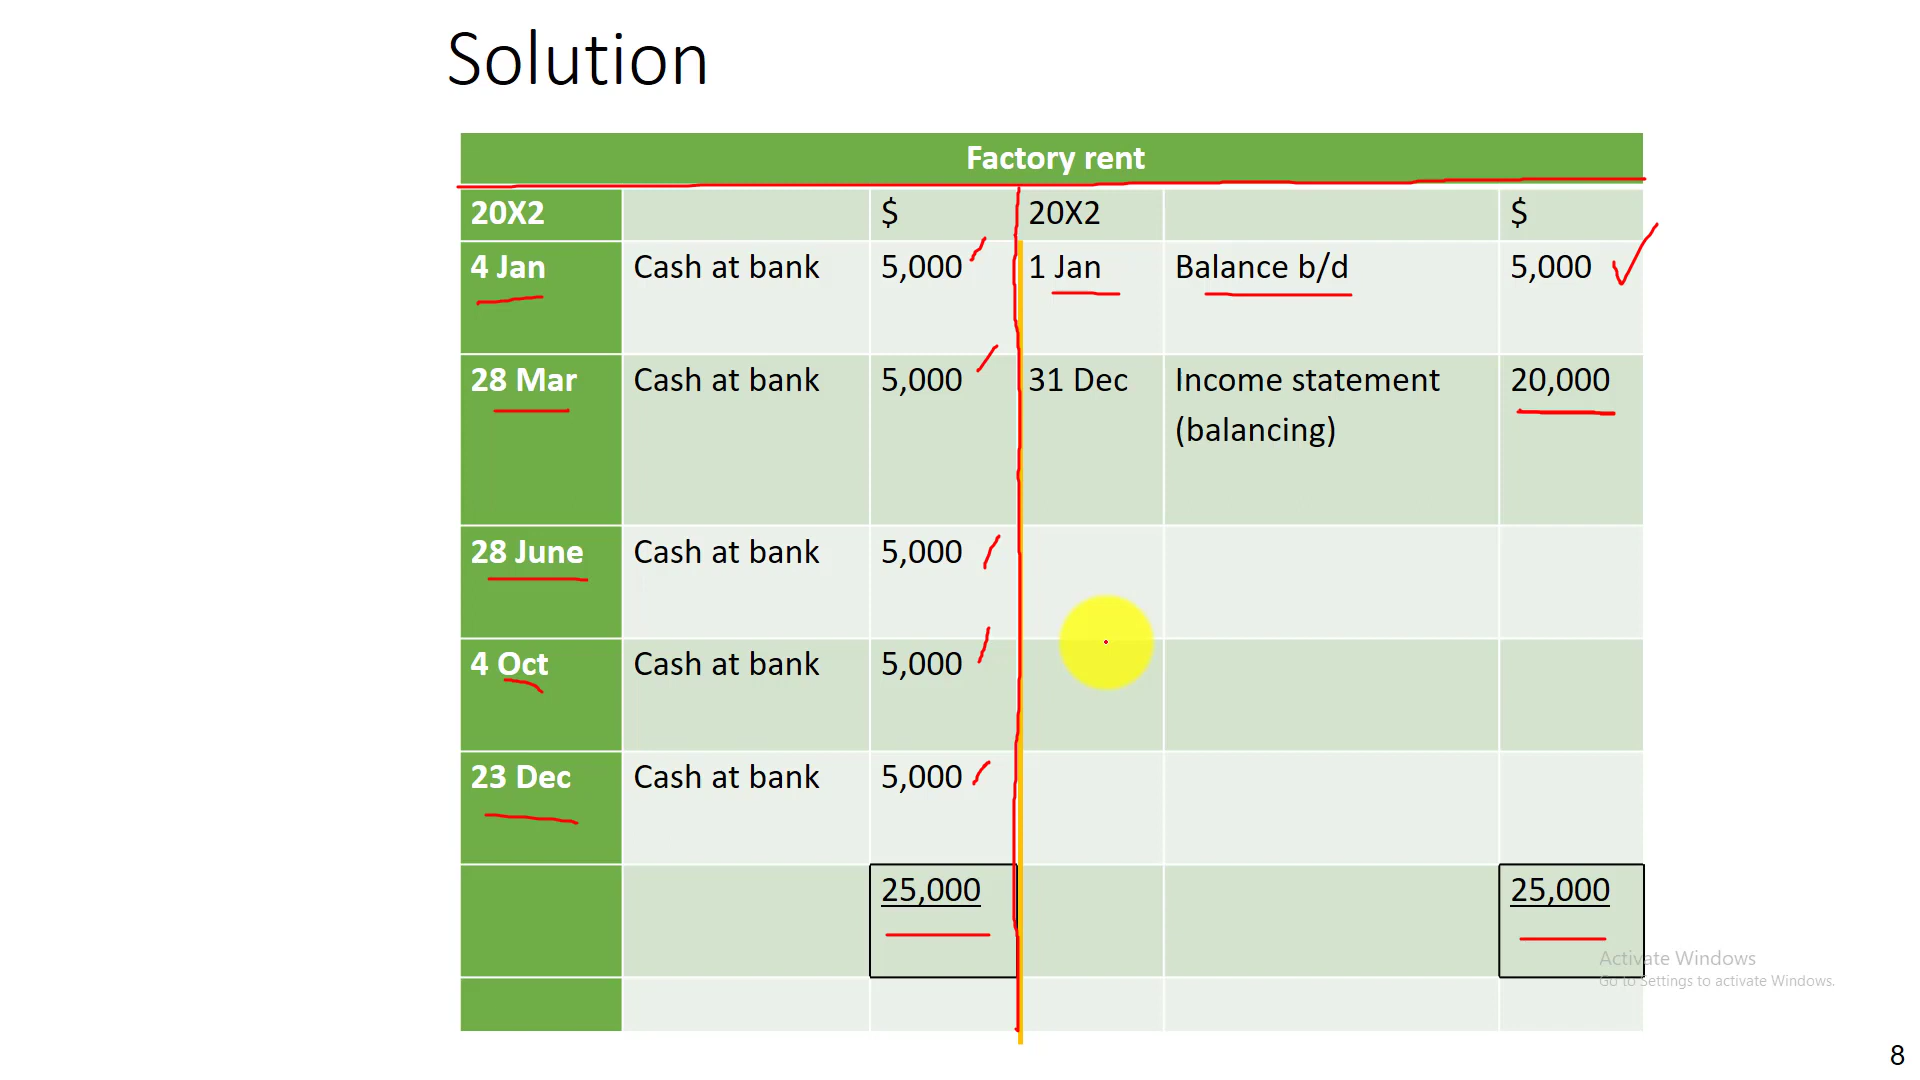 Solution
Factory rent
20X2 $ 20X2 $
4 Jan Cash at bank 5,000 1 Jan Balance b/d 5,000
28 Mar Cash at bank 5,000 31 Dec Income statement 20,000
(balancing)
28 June Cash at bank 5,000
4 Oct Cash at bank 5,000
23 Dec Cash at bank 5,000
25,000 25,000
Activate Windows
Go to Settings to activate Windows.
8